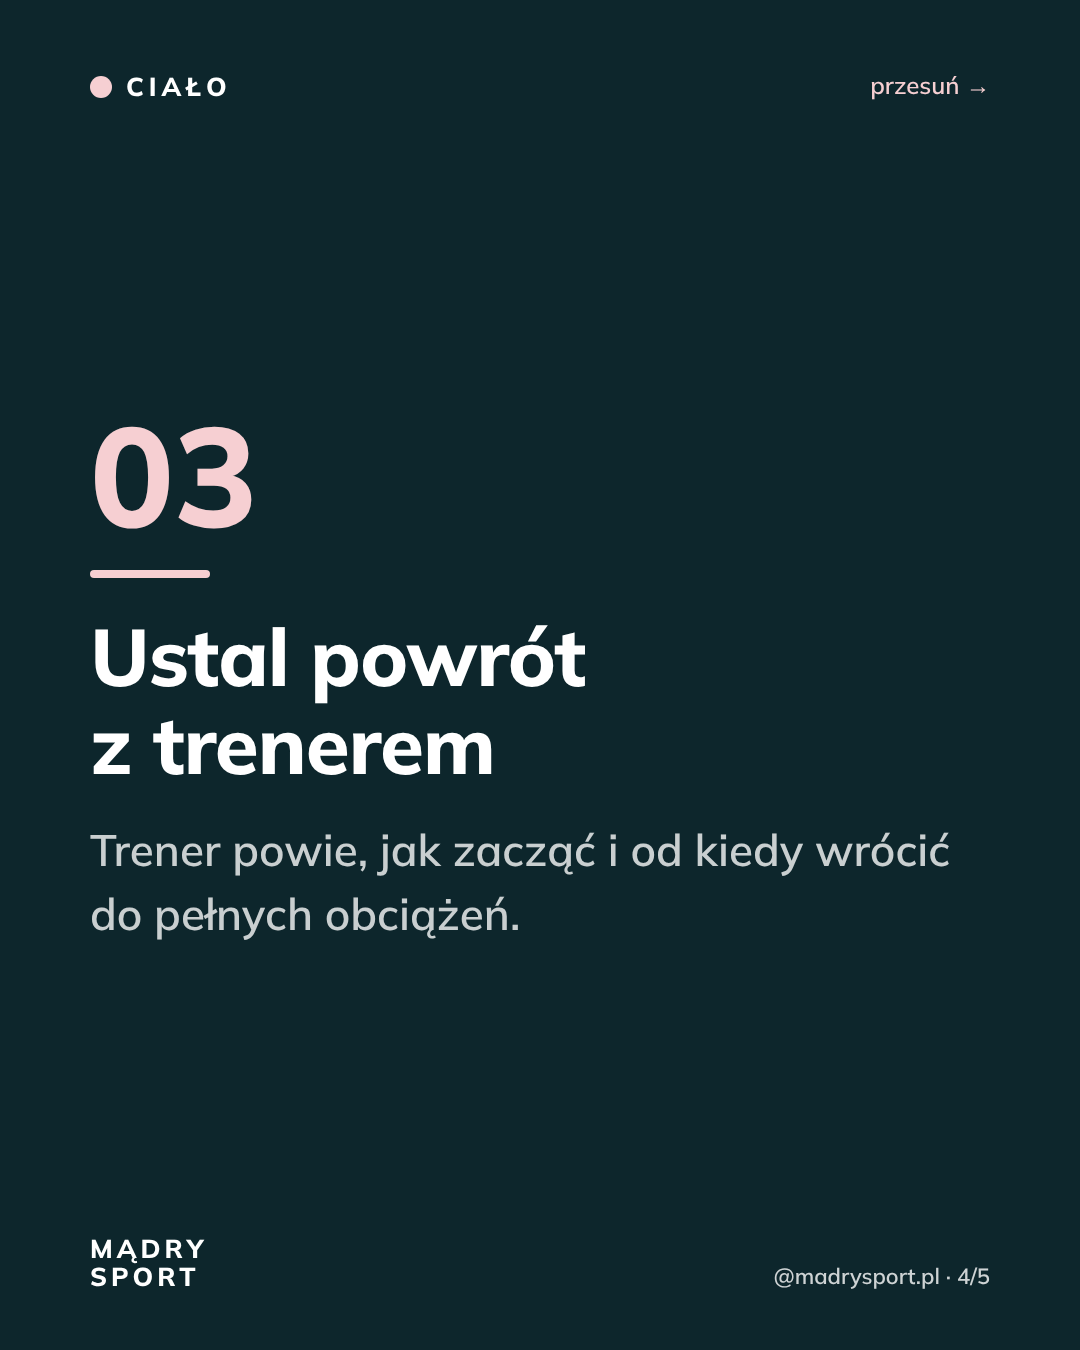 CIAŁO
przesuń →
03
Ustal powrót
z trenerem
Trener powie, jak zacząć i od kiedy wrócić
do pełnych obciążeń.
MĄDRY
SPORT
@madrysport.pl · 4/5